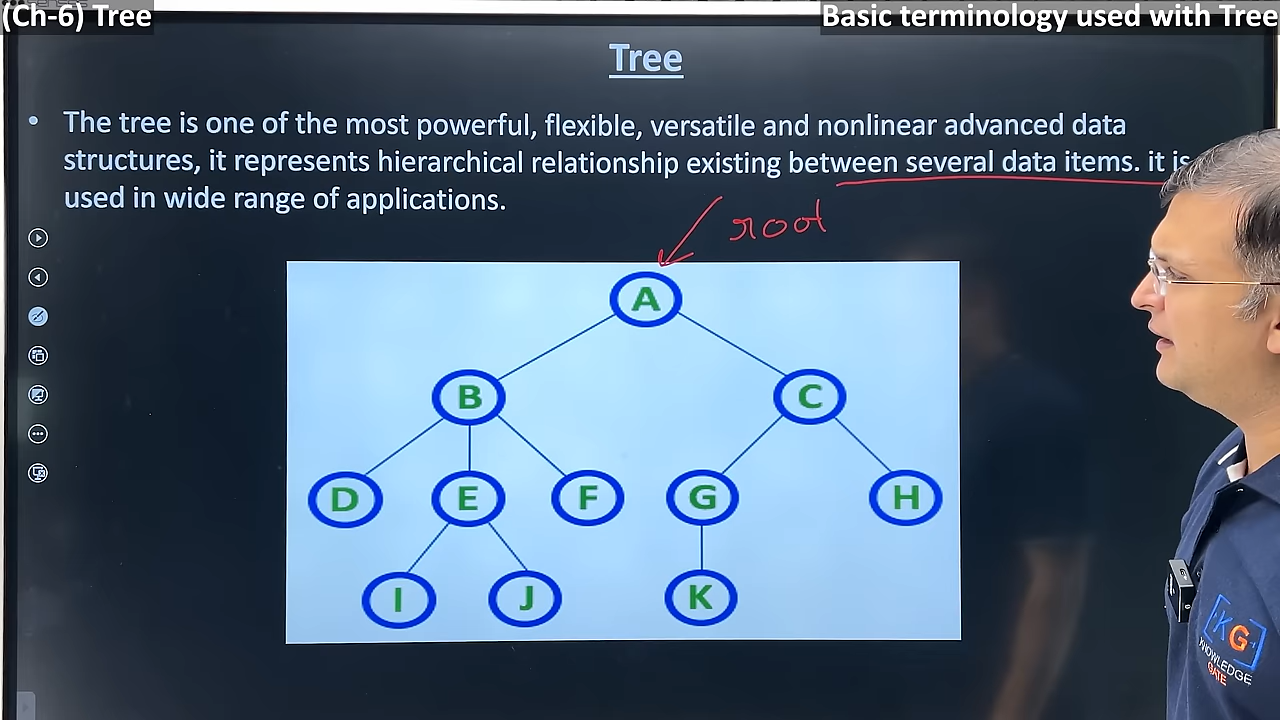 (Ch-6) Tree
Basic terminology used with Tree
Tree
• The tree is one of the most powerful, flexible, versatile and nonlinear advanced data
structures, it represents hierarchical relationship existing between several data items. it is
used in wide range of applications.
root
A
B
C
D
E
F
G
H
I
J
K
KG
KNOWLEDGE
GATE